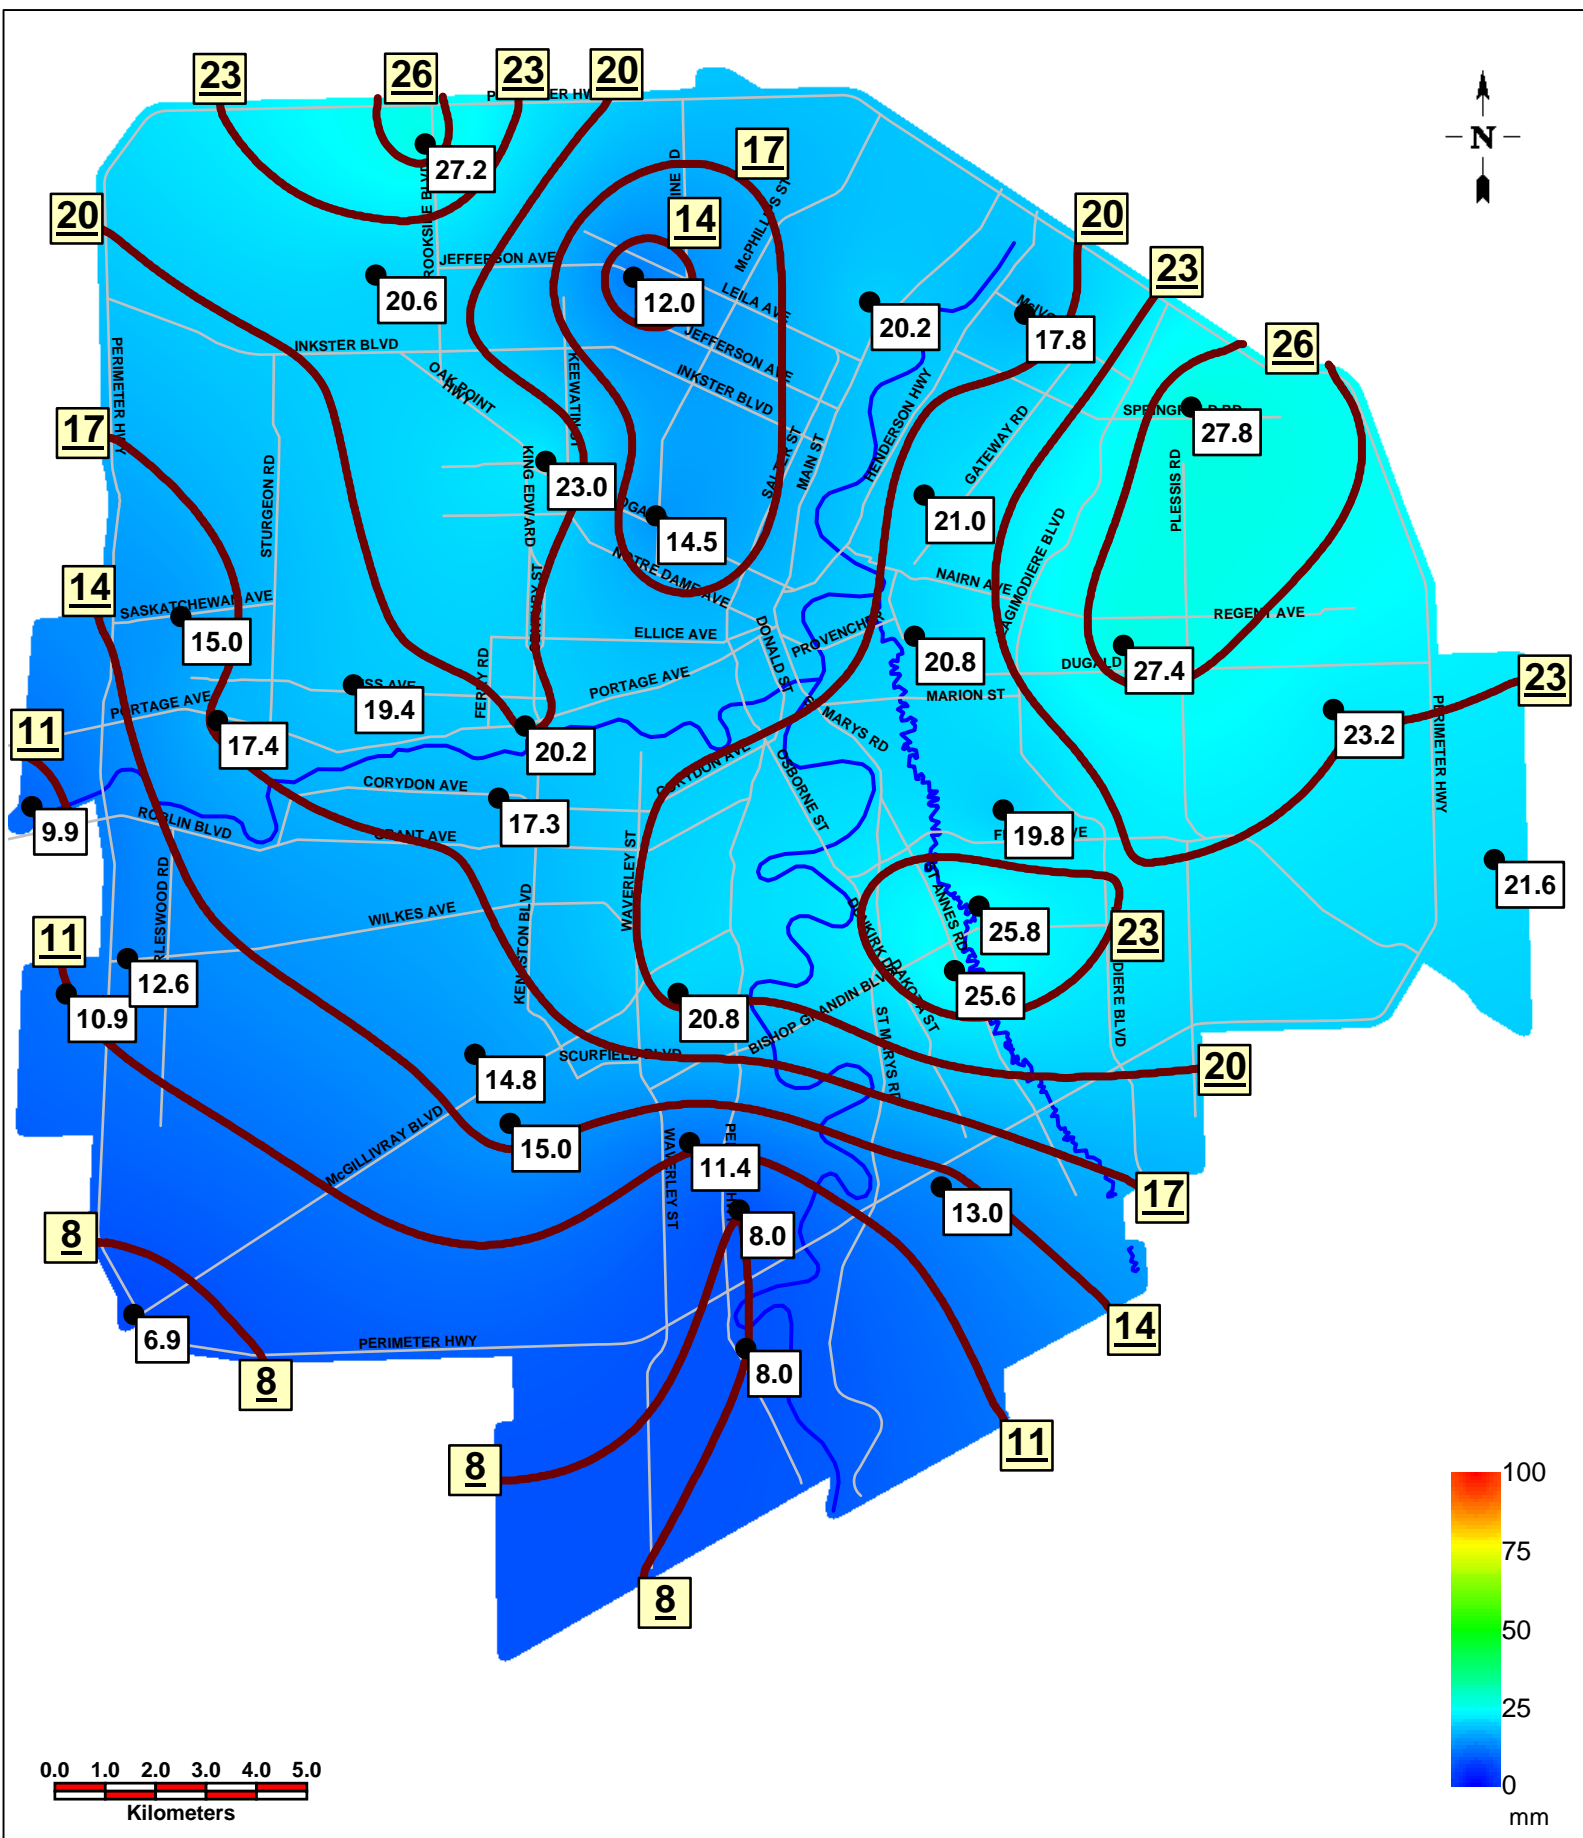 23
26
23
20
N
17
27.2
14
20
20
23
JEFFERSON AVE
20.6
12.0
LEILA AVE
McPHILLIPS ST
20.2
17.8
26
INKSTER BLVD
JEFFERSON AVE
INKSTER BLVD
OAK POINT
HWY
KEEWATIN ST
PERIMETER HWY
HENDERSON HWY
27.8
17
GATEWAY RD
PLESSIS RD
STURGEON RD
KING EDWARD
23.0
SALTER ST
MAIN ST
21.0
14.5
14
NOTRE DAME AVE
NAIRN AVE
REGENT AVE
SASKATCHEWAN AVE
15.0
ELLICE AVE
DONALD ST
PROVENCHER
20.8
DUGALD
27.4
23
FERRY RD
PORTAGE AVE
MARION ST
PORTAGE AVE
19.4
MARYS RD
PERIMETER HWY
11
17.4
20.2
23.2
CORYDON AVE
OSBORNE ST
CORYDON AVE
9.9
ROBLIN BLVD
17.3
GRANT AVE
WAVERLEY ST
19.8
21.6
WILKES AVE
KENASTON BLVD
ST ANNES RD
DUNKIRK DR
25.8
23
11
12.6
DAKOTA ST
25.6
DIERE BLVD
10.9
20.8
BISHOP GRANDIN BLVD
ST MARYS RD
SCURFIELD BLVD
14.8
20
McGILLIVRAY BLVD
15.0
WAVERLEY ST
11.4
17
13.0
8
8.0
6.9
PERIMETER HWY
14
8
8.0
11
8
8
100
75
50
25
0
mm
0.0 1.0 2.0 3.0 4.0 5.0
Kilometers